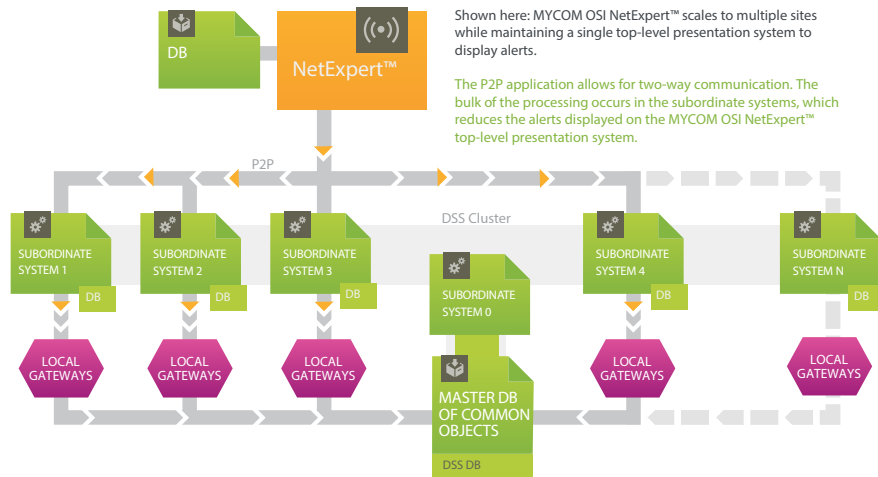 DB
NetExpert™
Shown here: MYCOM OSI NetExpert™ scales to multiple sites
while maintaining a single top-level presentation system to
display alerts.
The P2P application allows for two-way communication. The
bulk of the processing occurs in the subordinate systems, which
reduces the alerts displayed on the MYCOM OSI NetExpert™
top-level presentation system.
P2P
DSS Cluster
SUBORDINATE
SYSTEM 1
DB
SUBORDINATE
SYSTEM 2
DB
SUBORDINATE
SYSTEM 3
DB
SUBORDINATE
SYSTEM 0
SUBORDINATE
SYSTEM 4
DB
SUBORDINATE
SYSTEM N
DB
LOCAL
GATEWAYS
LOCAL
GATEWAYS
LOCAL
GATEWAYS
LOCAL
GATEWAYS
LOCAL
GATEWAYS
MASTER DB
OF COMMON
OBJECTS
DSS DB